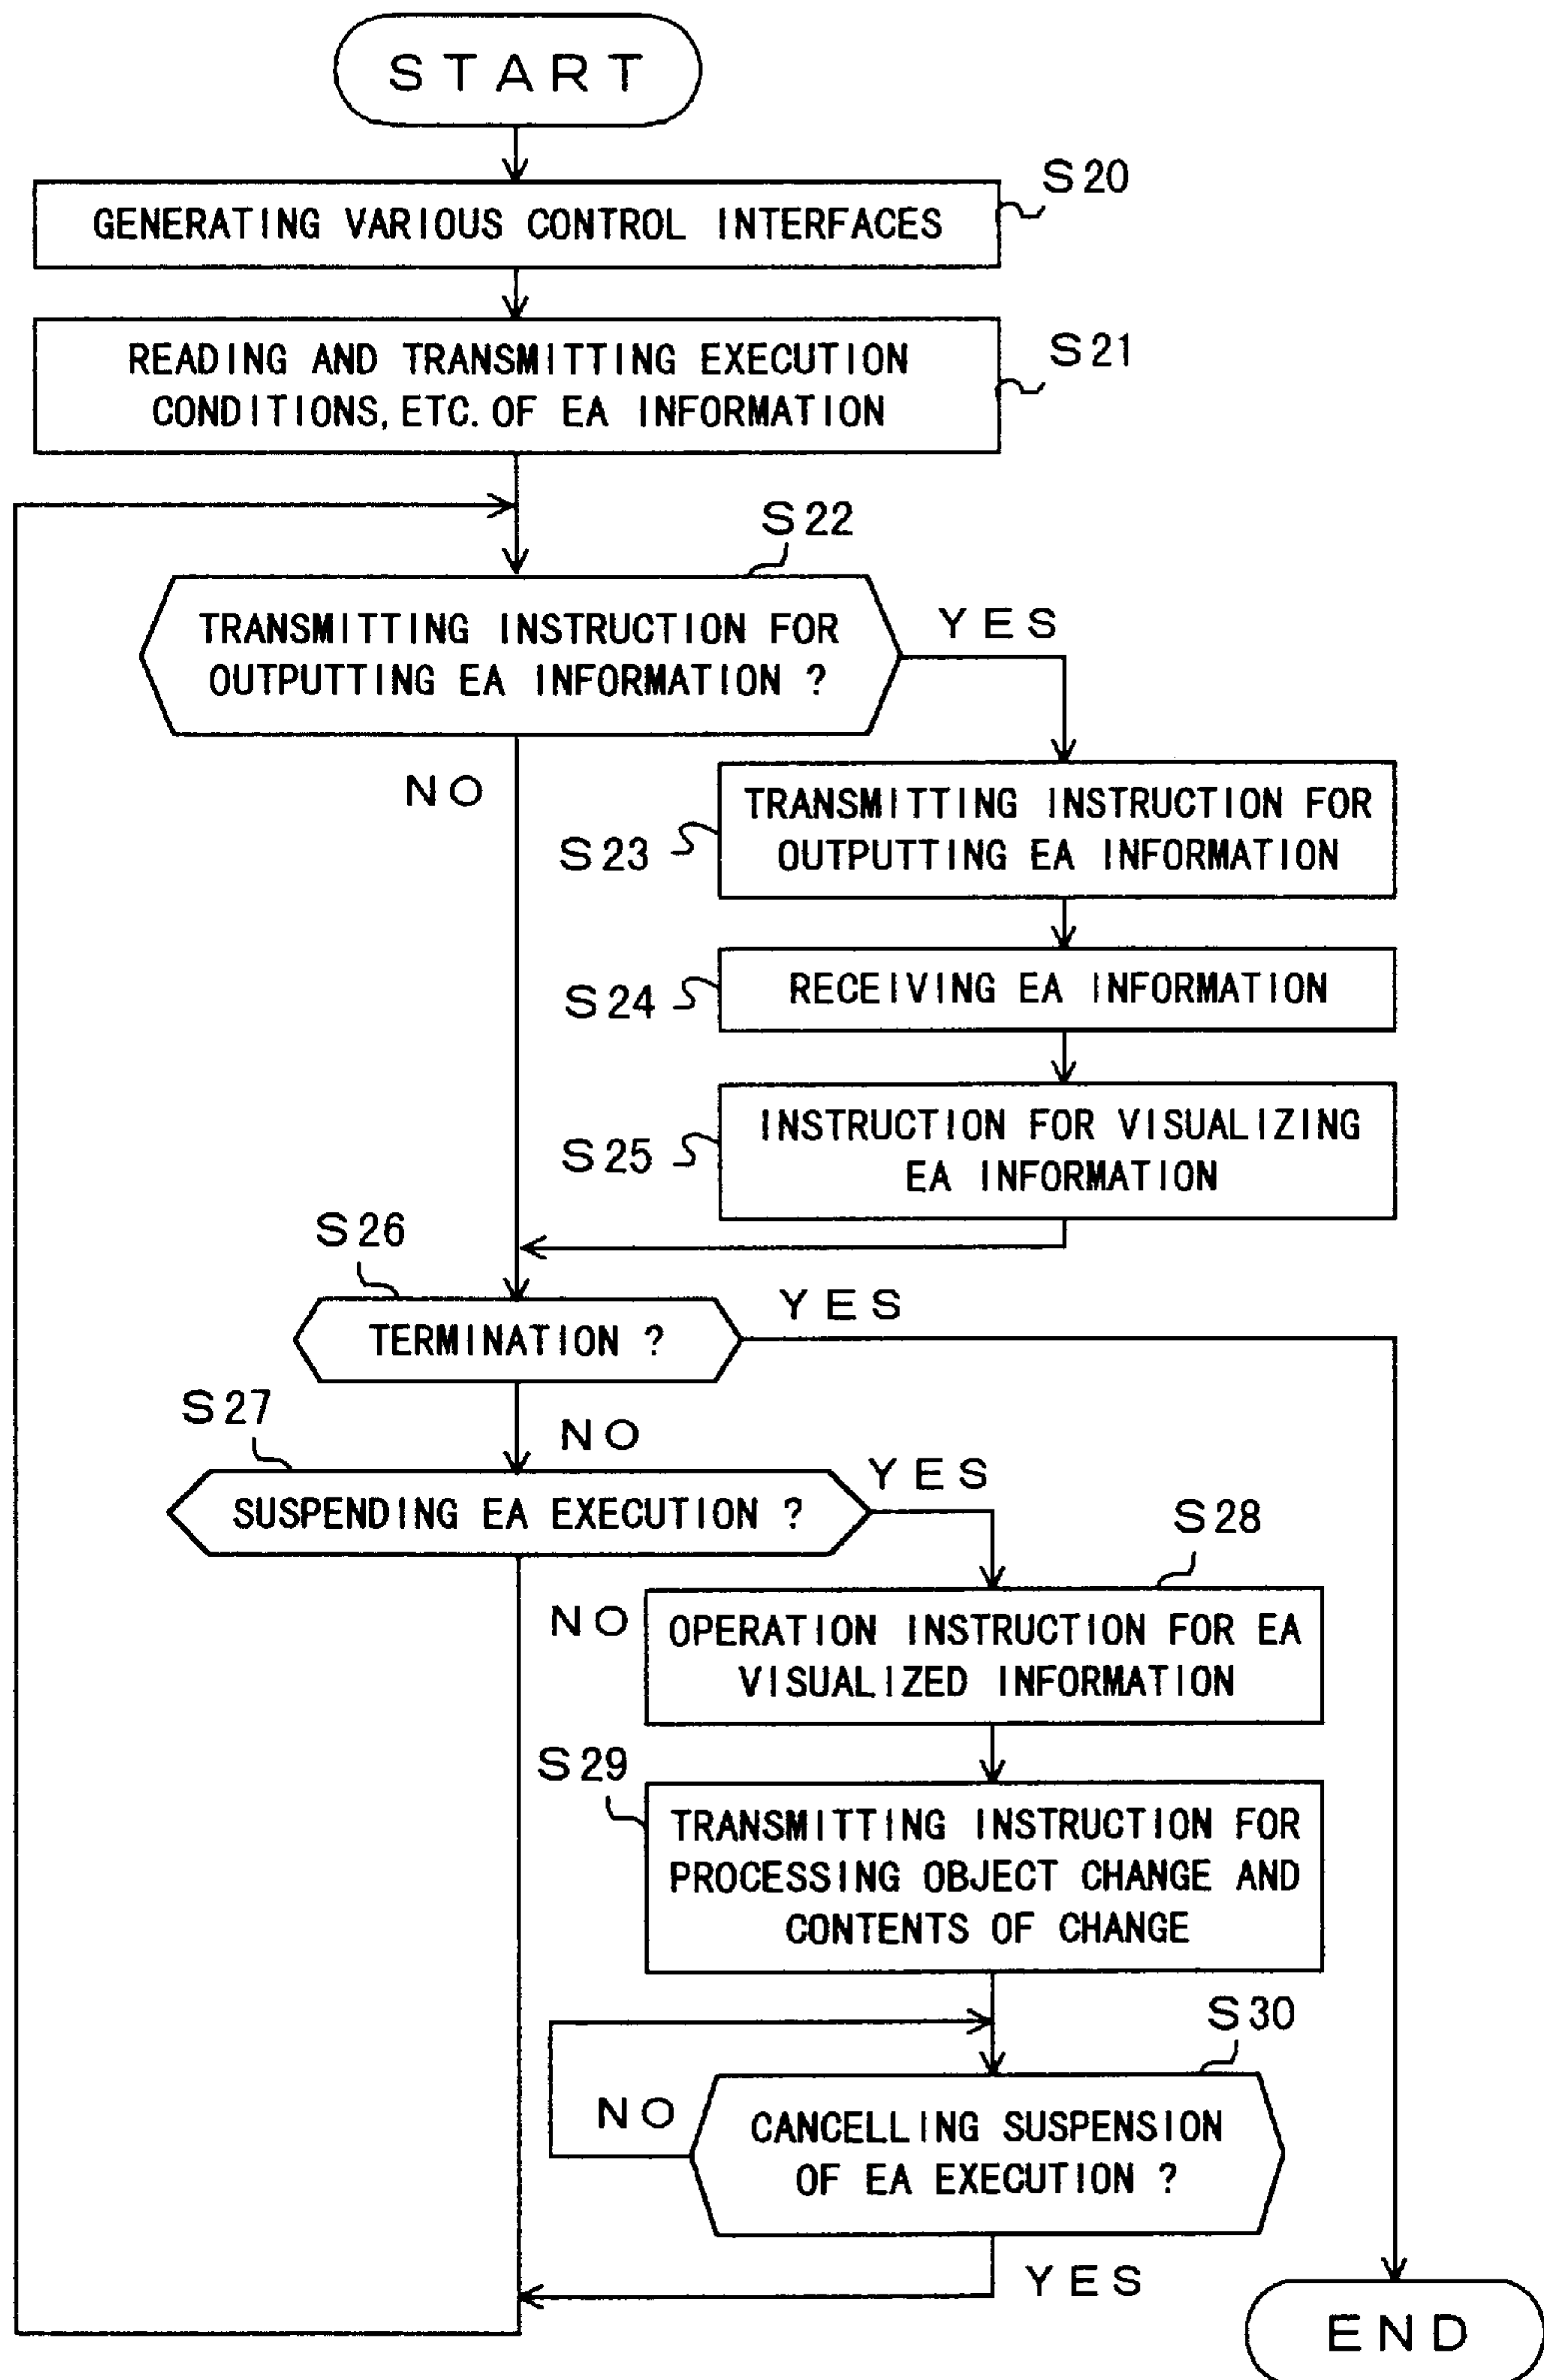 START
S20
GENERATING VARIOUS CONTROL INTERFACES
S21
READING AND TRANSMITTING EXECUTION
CONDITIONS, ETC. OF EA INFORMATION
S22
TRANSMITTING INSTRUCTION FOR
OUTPUTTING EA INFORMATION ?
YES
NO
S23
TRANSMITTING INSTRUCTION FOR
OUTPUTTING EA INFORMATION
S24
RECEIVING EA INFORMATION
S25
INSTRUCTION FOR VISUALIZING
EA INFORMATION
S26
TERMINATION ?
YES
NO
S27
SUSPENDING EA EXECUTION ?
YES
NO
S28
OPERATION INSTRUCTION FOR EA
VISUALIZED INFORMATION
S29
TRANSMITTING INSTRUCTION FOR
PROCESSING OBJECT CHANGE AND
CONTENTS OF CHANGE
S30
CANCELLING SUSPENSION
OF EA EXECUTION ?
NO
YES
END